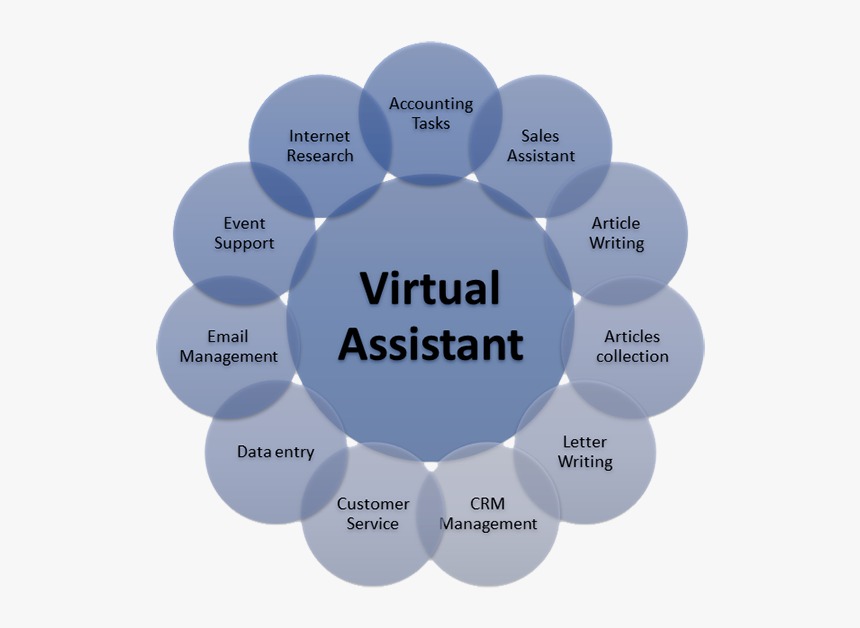 Virtual
Assistant
Accounting
Tasks
Sales
Assistant
Article
Writing
Articles
collection
Letter
Writing
CRM
Management
Customer
Service
Data entry
Email
Management
Event
Support
Internet
Research